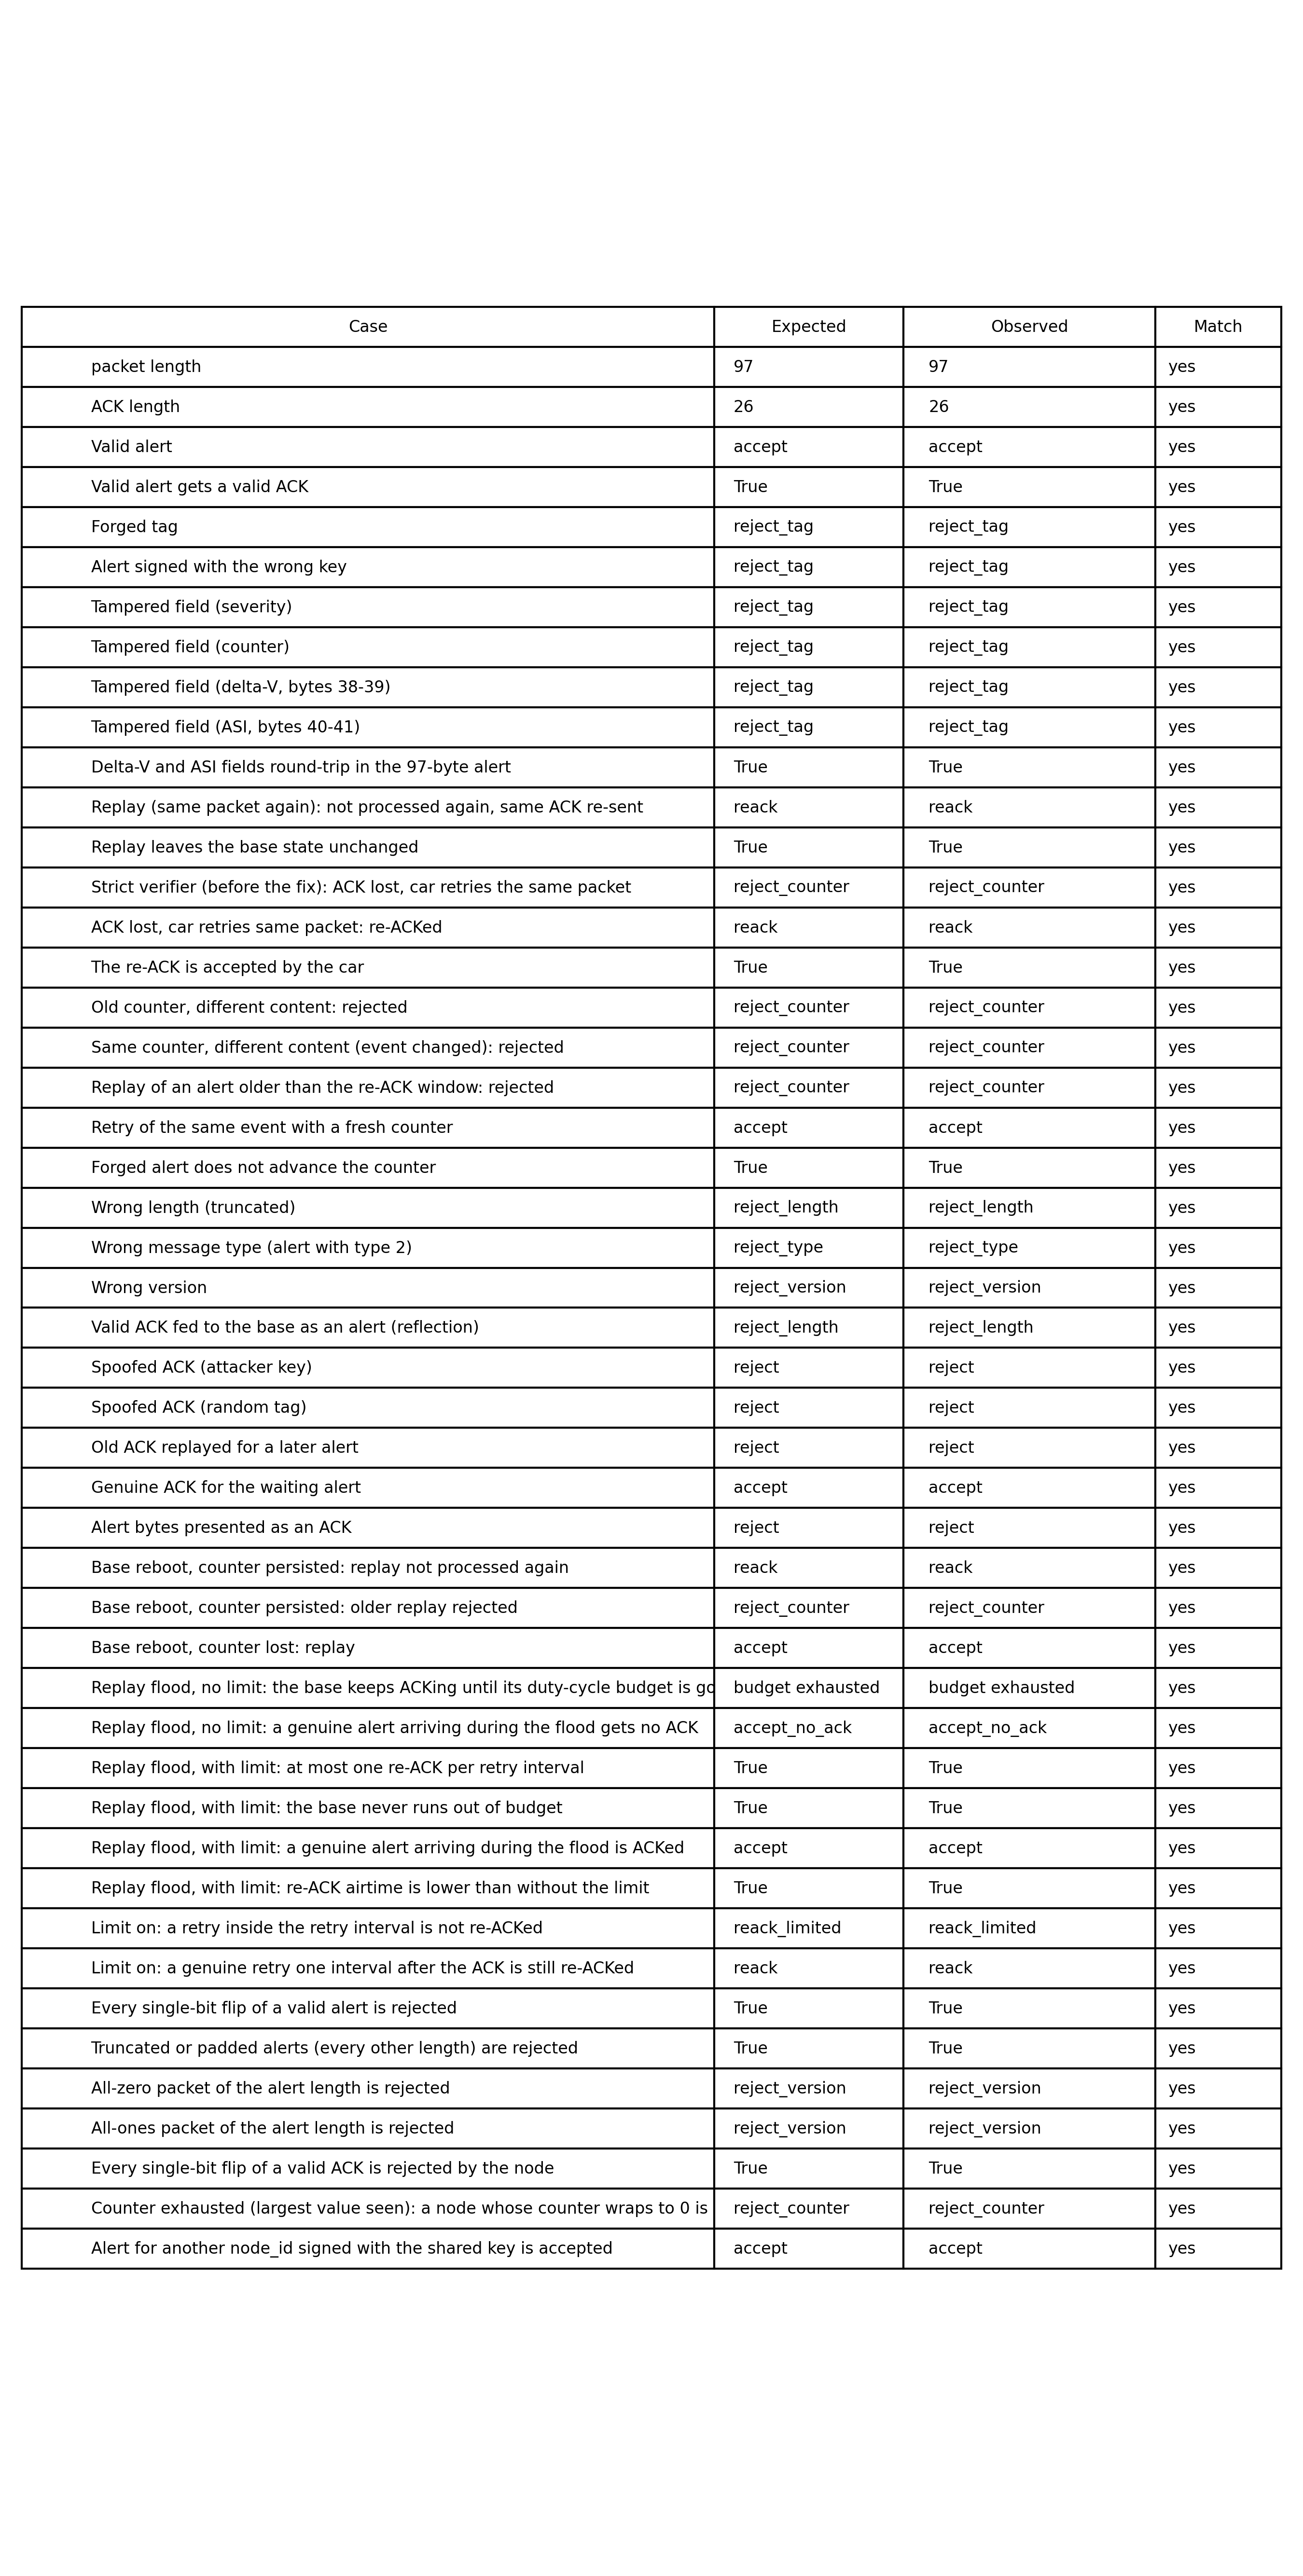 Case Expected Observed Match
packet length 97 97 yes
ACK length 26 26 yes
Valid alert accept accept yes
Valid alert gets a valid ACK True True yes
Forged tag reject_tag reject_tag yes
Alert signed with the wrong key reject_tag reject_tag yes
Tampered field (severity) reject_tag reject_tag yes
Tampered field (counter) reject_tag reject_tag yes
Tampered field (delta-V, bytes 38-39) reject_tag reject_tag yes
Tampered field (ASI, bytes 40-41) reject_tag reject_tag yes
Delta-V and ASI fields round-trip in the 97-byte alert True True yes
Replay (same packet again): not processed again, same ACK re-sent reack reack yes
Replay leaves the base state unchanged True True yes
Strict verifier (before the fix): ACK lost, car retries the same packet reject_counter reject_counter yes
ACK lost, car retries same packet: re-ACKed reack reack yes
The re-ACK is accepted by the car True True yes
Old counter, different content: rejected reject_counter reject_counter yes
Same counter, different content (event changed): rejected reject_counter reject_counter yes
Replay of an alert older than the re-ACK window: rejected reject_counter reject_counter yes
Retry of the same event with a fresh counter accept accept yes
Forged alert does not advance the counter True True yes
Wrong length (truncated) reject_length reject_length yes
Wrong message type (alert with type 2) reject_type reject_type yes
Wrong version reject_version reject_version yes
Valid ACK fed to the base as an alert (reflection) reject_length reject_length yes
Spoofed ACK (attacker key) reject reject yes
Spoofed ACK (random tag) reject reject yes
Old ACK replayed for a later alert reject reject yes
Genuine ACK for the waiting alert accept accept yes
Alert bytes presented as an ACK reject reject yes
Base reboot, counter persisted: replay not processed again reack reack yes
Base reboot, counter persisted: older replay rejected reject_counter reject_counter yes
Base reboot, counter lost: replay accept accept yes
Replay flood, no limit: the base keeps ACKing until its duty-cycle budget is go budget exhausted budget exhausted yes
Replay flood, no limit: a genuine alert arriving during the flood gets no ACK accept_no_ack accept_no_ack yes
Replay flood, with limit: at most one re-ACK per retry interval True True yes
Replay flood, with limit: the base never runs out of budget True True yes
Replay flood, with limit: a genuine alert arriving during the flood is ACKed accept accept yes
Replay flood, with limit: re-ACK airtime is lower than without the limit True True yes
Limit on: a retry inside the retry interval is not re-ACKed reack_limited reack_limited yes
Limit on: a genuine retry one interval after the ACK is still re-ACKed reack reack yes
Every single-bit flip of a valid alert is rejected True True yes
Truncated or padded alerts (every other length) are rejected True True yes
All-zero packet of the alert length is rejected reject_version reject_version yes
All-ones packet of the alert length is rejected reject_version reject_version yes
Every single-bit flip of a valid ACK is rejected by the node True True yes
Counter exhausted (largest value seen): a node whose counter wraps to 0 is reject_counter reject_counter yes
Alert for another node_id signed with the shared key is accepted accept accept yes